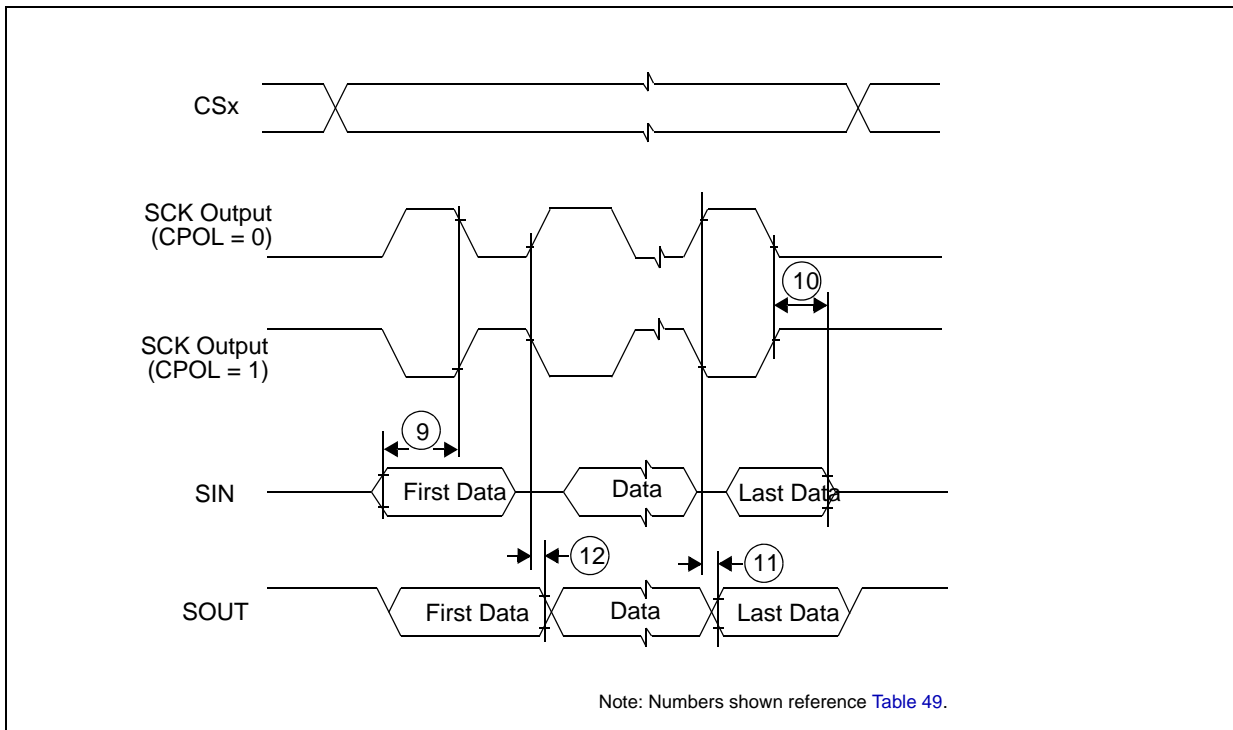 CSx
SCK Output
(CPOL = 0)
10
SCK Output
(CPOL = 1)
9
SIN
First Data
Data
Last Data
12
11
SOUT
First Data
Data
Last Data
Note: Numbers shown reference Table 49.